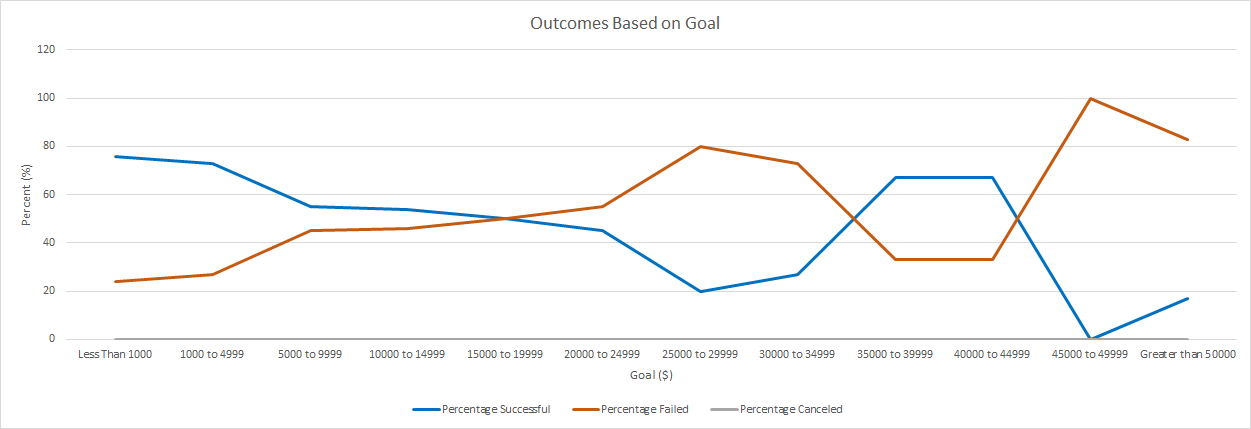 Outcomes Based on Goal
120
100
80
60
40
20
0
Percent (%)
Less Than 1000 1000 to 4999 5000 to 9999 10000 to 14999 15000 to 19999 20000 to 24999 25000 to 29999 30000 to 34999 35000 to 39999 40000 to 44999 45000 to 49999 Greater than 50000
Goal ($)
Percentage Successful Percentage Failed Percentage Canceled